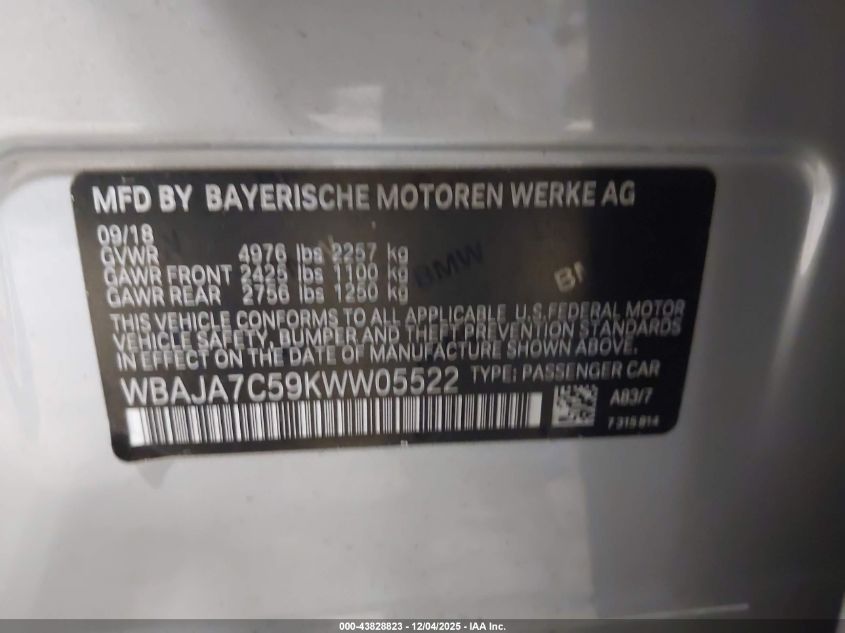 MFD BY BAYERISCHE MOTOREN WERKE AG
09/18
GVWR 4976 lbs 2257 kg
GAWR FRONT 2425 lbs 1100 kg
GAWR REAR 2756 lbs 1250 kg
BMW
BM
THIS VEHICLE CONFORMS TO ALL APPLICABLE U.S.FEDERAL MOTOR
VEHICLE SAFETY, BUMPER AND THEFT PREVENTION STANDARDS
IN EFFECT ON THE DATE OF MANUFACTURE SHOWN ABOVE.
WBAJA7C59KWW05522 TYPE: PASSENGER CAR
A83/7
7 315 814
000-43828823 - 12/04/2025 - IAA Inc.